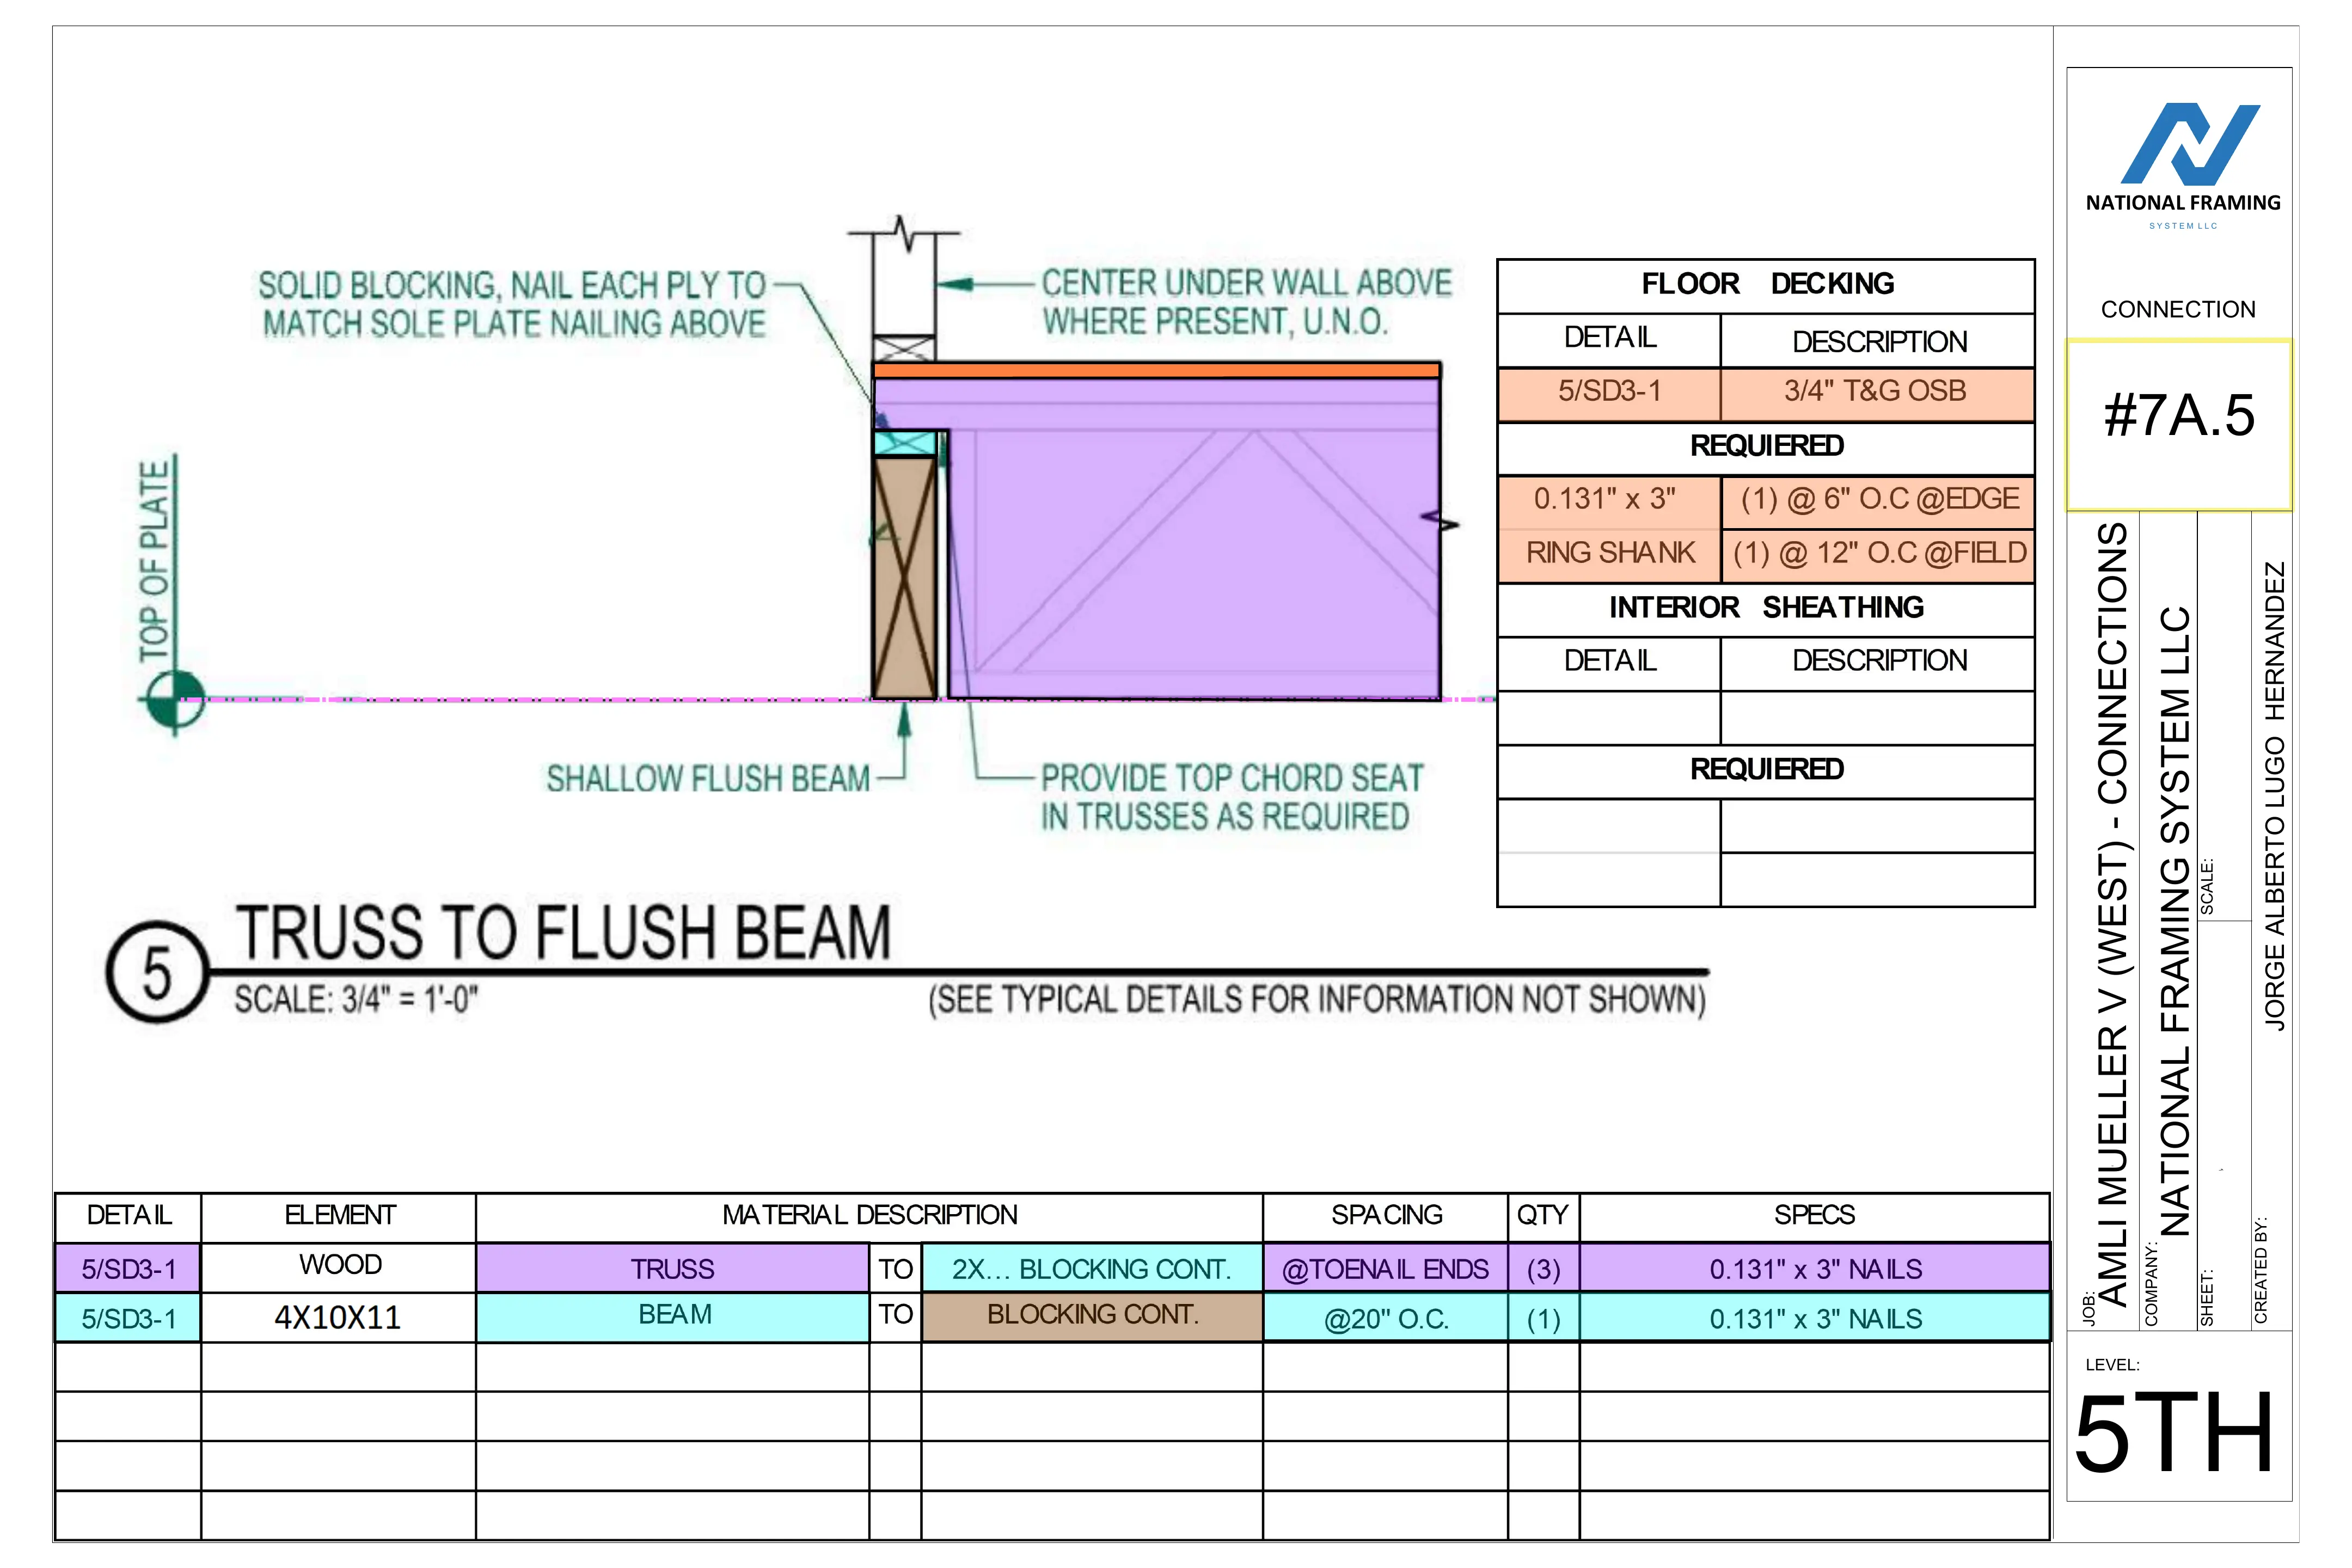 SOLID BLOCKING, NAIL EACH PLY TO
MATCH SOLE PLATE NAILING ABOVE
CENTER UNDER WALL ABOVE
WHERE PRESENT, U.N.O.
TOP OF PLATE
SHALLOW FLUSH BEAM
PROVIDE TOP CHORD SEAT
IN TRUSSES AS REQUIRED
5
TRUSS TO FLUSH BEAM
SCALE: 3/4" = 1'-0"
(SEE TYPICAL DETAILS FOR INFORMATION NOT SHOWN)
FLOOR DECKING
DETAIL DESCRIPTION
5/SD3-1 3/4" T&G OSB
REQUIERED
0.131" x 3" (1) @ 6" O.C @EDGE
RING SHANK (1) @ 12" O.C @FIELD
INTERIOR SHEATHING
DETAIL DESCRIPTION
REQUIERED
DETAIL ELEMENT MATERIAL DESCRIPTION SPACING QTY SPECS
5/SD3-1 WOOD TRUSS TO 2X... BLOCKING CONT. @TOENAIL ENDS (3) 0.131" x 3" NAILS
5/SD3-1 4X10X11 BEAM TO BLOCKING CONT. @20" O.C. (1) 0.131" x 3" NAILS
NATIONAL FRAMING
SYSTEM LLC
CONNECTION
#7A.5
JOB:
AMLI MUELLER V (WEST) - CONNECTIONS
COMPANY:
NATIONAL FRAMING SYSTEM LLC
SHEET:
SCALE:
CREATED BY:
JORGE ALBERTO LUGO HERNANDEZ
LEVEL:
5TH